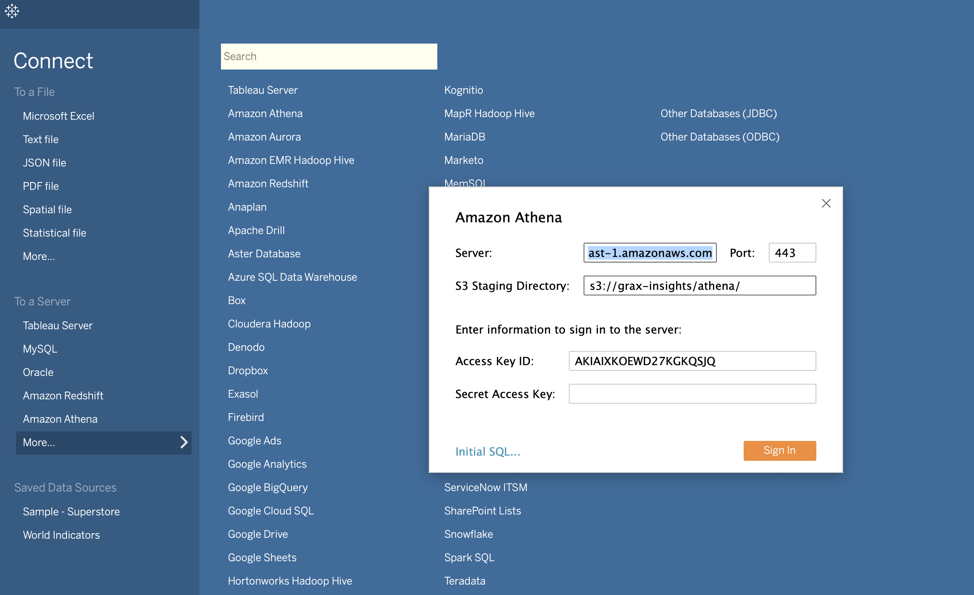 Connect
To a File
Microsoft Excel
Text file
JSON file
PDF file
Spatial file
Statistical file
More...
To a Server
Tableau Server
MySQL
Oracle
Amazon Redshift
Amazon Athena
More...
Saved Data Sources
Sample - Superstore
World Indicators
Search
Tableau Server
Amazon Athena
Amazon Aurora
Amazon EMR Hadoop Hive
Amazon Redshift
Anaplan
Apache Drill
Aster Database
Azure SQL Data Warehouse
Box
Cloudera Hadoop
Denodo
Dropbox
Exasol
Firebird
Google Ads
Google Analytics
Google BigQuery
Google Cloud SQL
Google Drive
Google Sheets
Hortonworks Hadoop Hive
Kognitio
MapR Hadoop Hive
MariaDB
Marketo
MemSQL
ServiceNow ITSM
SharePoint Lists
Snowflake
Spark SQL
Teradata
Other Databases (JDBC)
Other Databases (ODBC)
Amazon Athena
Server: ast-1.amazonaws.com Port: 443
S3 Staging Directory: s3://grax-insights/athena/
Enter information to sign in to the server:
Access Key ID: AKIAIXKOEWD27KGKQSJQ
Secret Access Key:
Initial SQL... Sign In